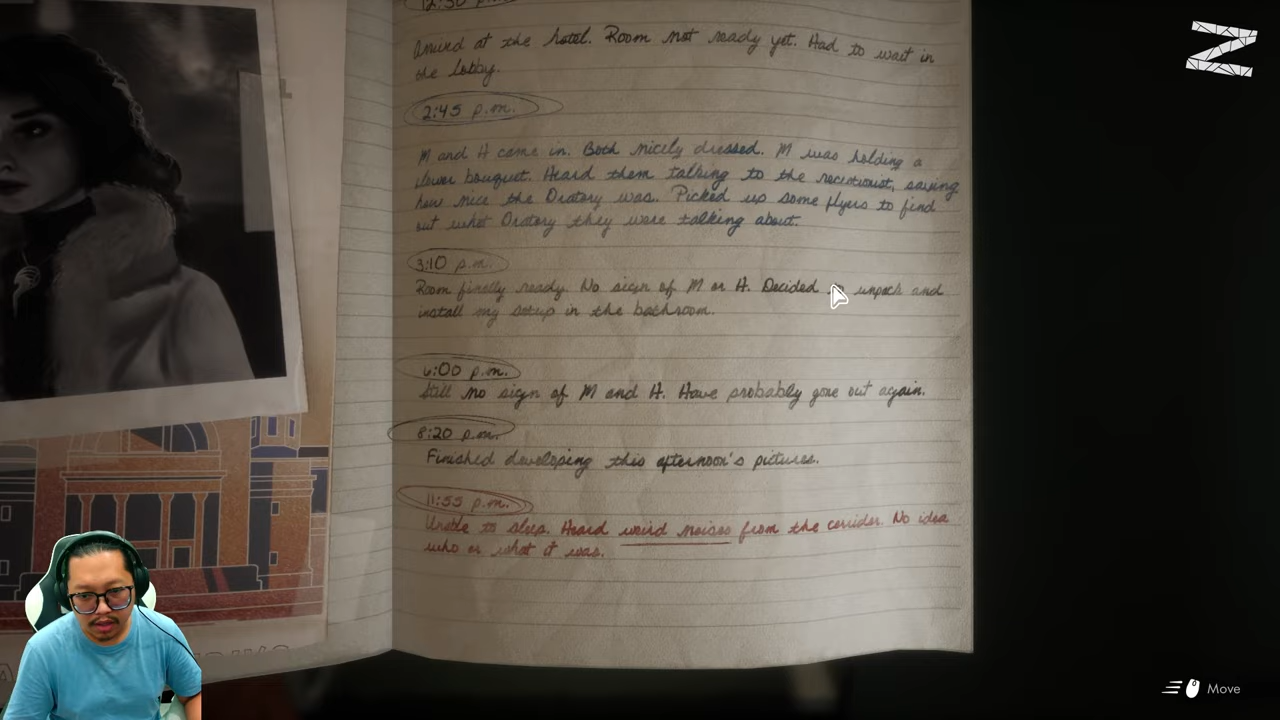 12:30 p.m.
Arrived at the hotel. Room not ready yet. Had to wait in
the lobby.
2:45 p.m.
M and H came in. Both nicely dressed. M was holding a
flower bouquet. Heard them talking to the receptionist, saying
how nice the Oratory was. Picked up some flyers to find
out what Oratory they were talking about.
3:10 p.m.
Room finally ready. No sign of M or H. Decided unpack and
install my setup in the bathroom.
6:00 p.m.
Still no sign of M and H. Have probably gone out again.
8:20 p.m.
Finished developing this afternoon's pictures.
11:55 p.m.
Unable to sleep. Heard weird noises from the corridor. No idea
who or what it was.
Z
Move